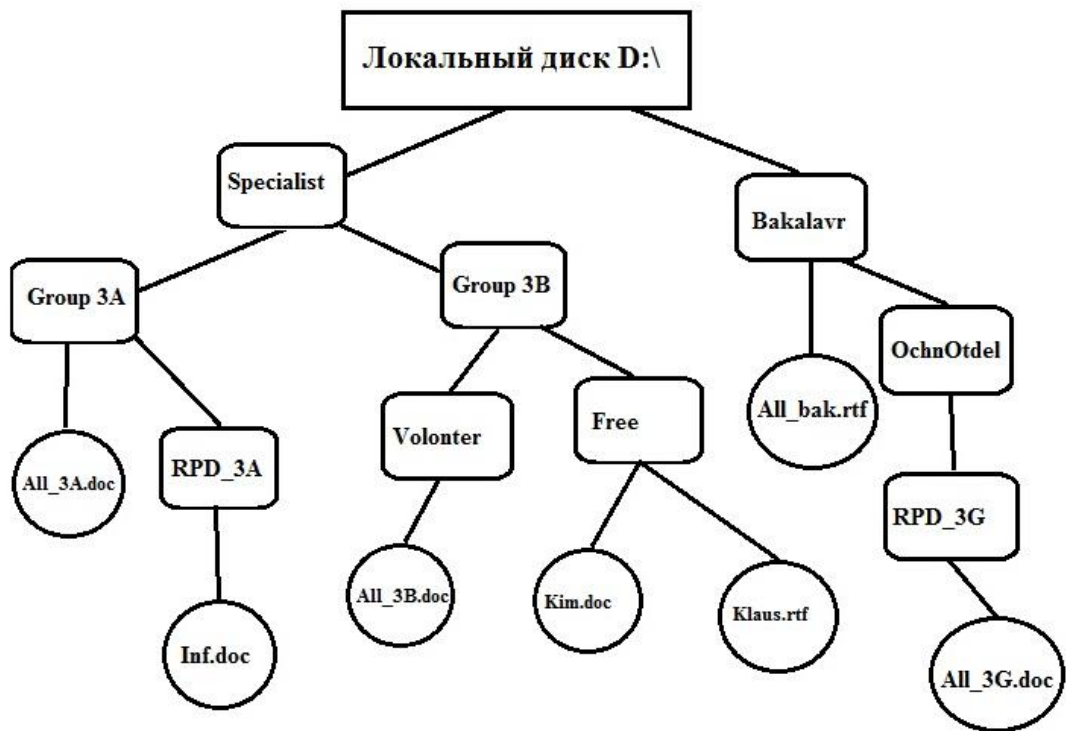 Локальный диск D:\
Specialist
Bakalavr
Group 3A
Group 3B
OchnOtdel
All_bak.rtf
Volonter
Free
All_3A.doc
RPD_3A
RPD_3G
All_3B.doc
Kim.doc
Klaus.rtf
Inf.doc
All_3G.doc